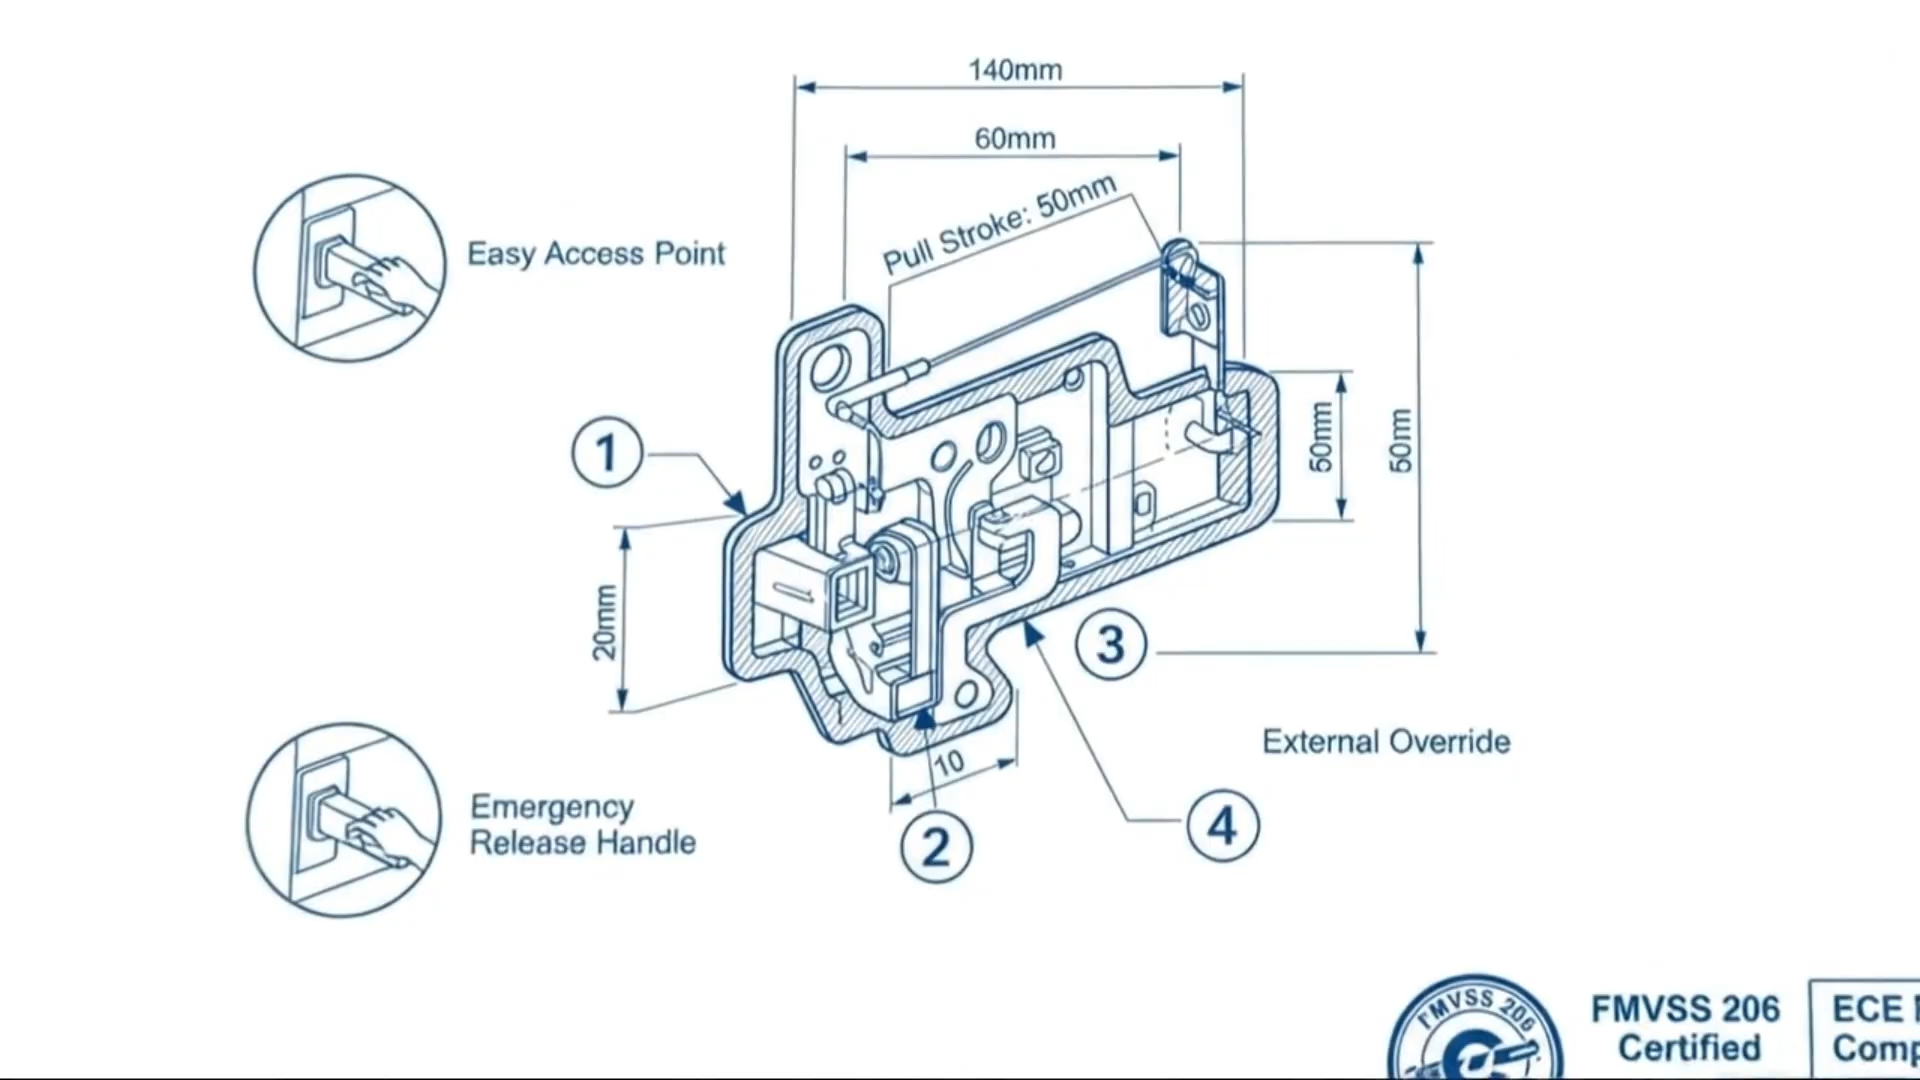 140mm
60mm
Pull Stroke: 50mm
Easy Access Point
1
50mm
50m
20mm
3
External Override
10
Emergency
Release Handle
2
4
FMVSS 206
FMVSS 206
Certified
ECE
Comp